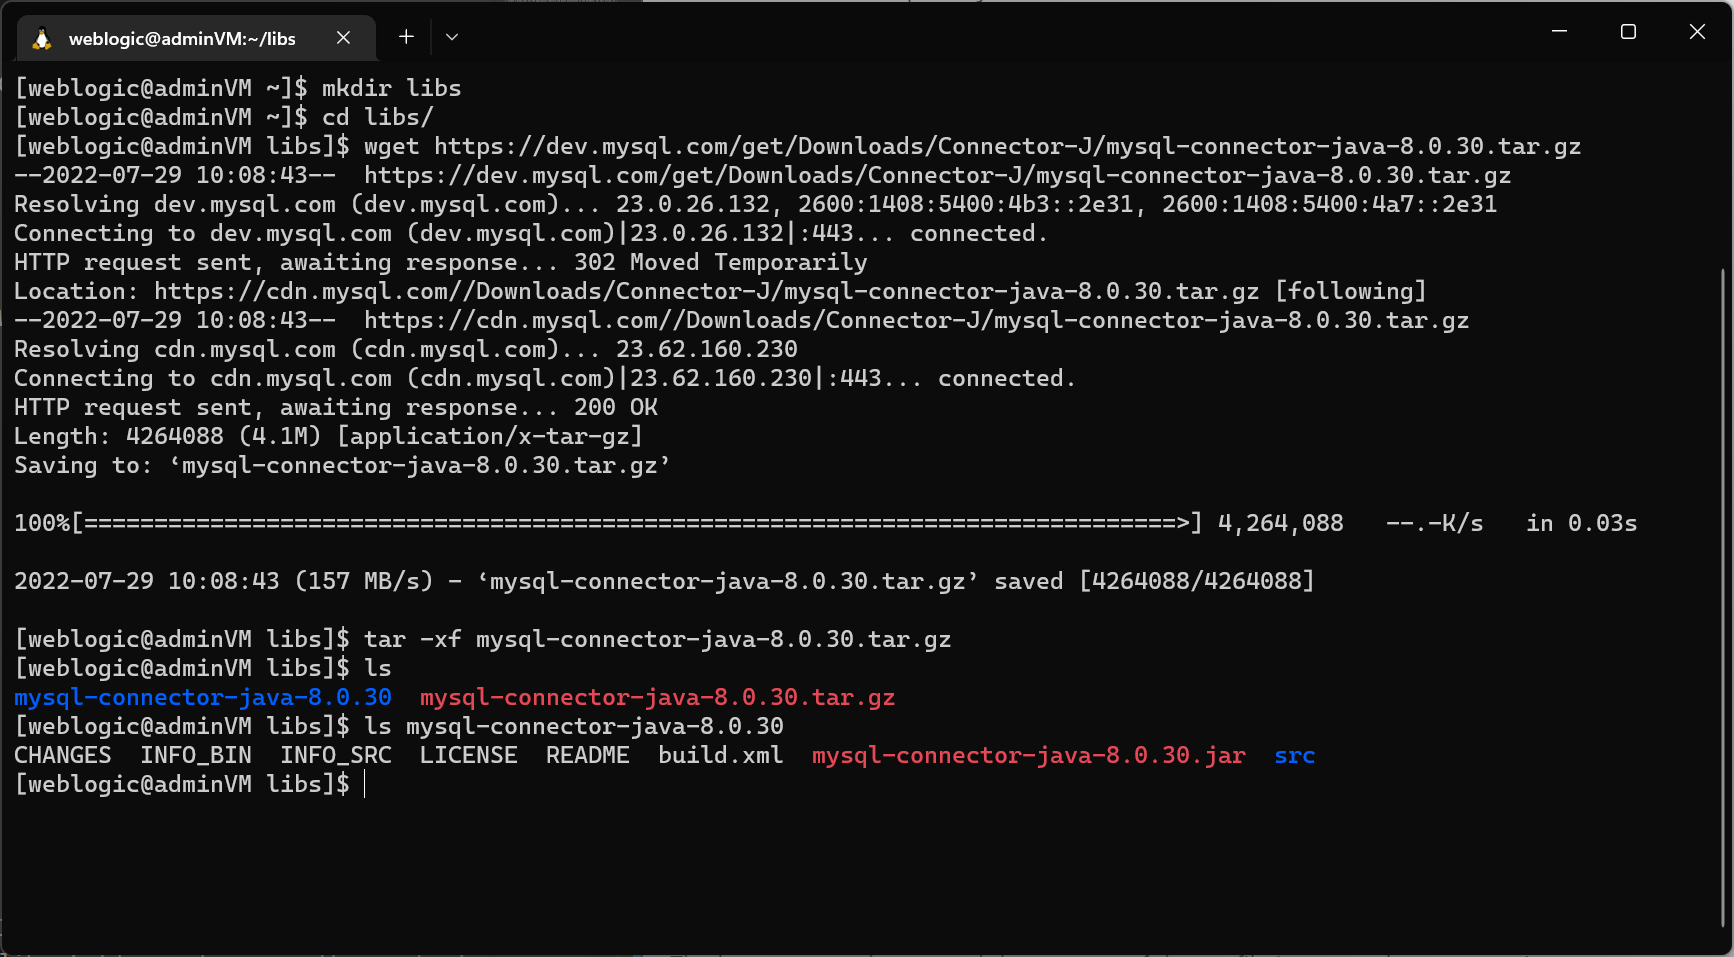 weblogic@adminVM:~/libs
[weblogic@adminVM ~]$ mkdir libs
[weblogic@adminVM ~]$ cd libs/
[weblogic@adminVM libs]$ wget https://dev.mysql.com/get/Downloads/Connector-J/mysql-connector-java-8.0.30.tar.gz
--2022-07-29 10:08:43--  https://dev.mysql.com/get/Downloads/Connector-J/mysql-connector-java-8.0.30.tar.gz
Resolving dev.mysql.com (dev.mysql.com)... 23.0.26.132, 2600:1408:5400:4b3::2e31, 2600:1408:5400:4a7::2e31
Connecting to dev.mysql.com (dev.mysql.com)|23.0.26.132|:443... connected.
HTTP request sent, awaiting response... 302 Moved Temporarily
Location: https://cdn.mysql.com//Downloads/Connector-J/mysql-connector-java-8.0.30.tar.gz [following]
--2022-07-29 10:08:43--  https://cdn.mysql.com//Downloads/Connector-J/mysql-connector-java-8.0.30.tar.gz
Resolving cdn.mysql.com (cdn.mysql.com)... 23.62.160.230
Connecting to cdn.mysql.com (cdn.mysql.com)|23.62.160.230|:443... connected.
HTTP request sent, awaiting response... 200 OK
Length: 4264088 (4.1M) [application/x-tar-gz]
Saving to: ‘mysql-connector-java-8.0.30.tar.gz’
100%[==============================================================================>] 4,264,088   --.-K/s   in 0.03s
2022-07-29 10:08:43 (157 MB/s) - ‘mysql-connector-java-8.0.30.tar.gz’ saved [4264088/4264088]
[weblogic@adminVM libs]$ tar -xf mysql-connector-java-8.0.30.tar.gz
[weblogic@adminVM libs]$ ls
mysql-connector-java-8.0.30  mysql-connector-java-8.0.30.tar.gz
[weblogic@adminVM libs]$ ls mysql-connector-java-8.0.30
CHANGES  INFO_BIN  INFO_SRC  LICENSE  README  build.xml  mysql-connector-java-8.0.30.jar  src
[weblogic@adminVM libs]$